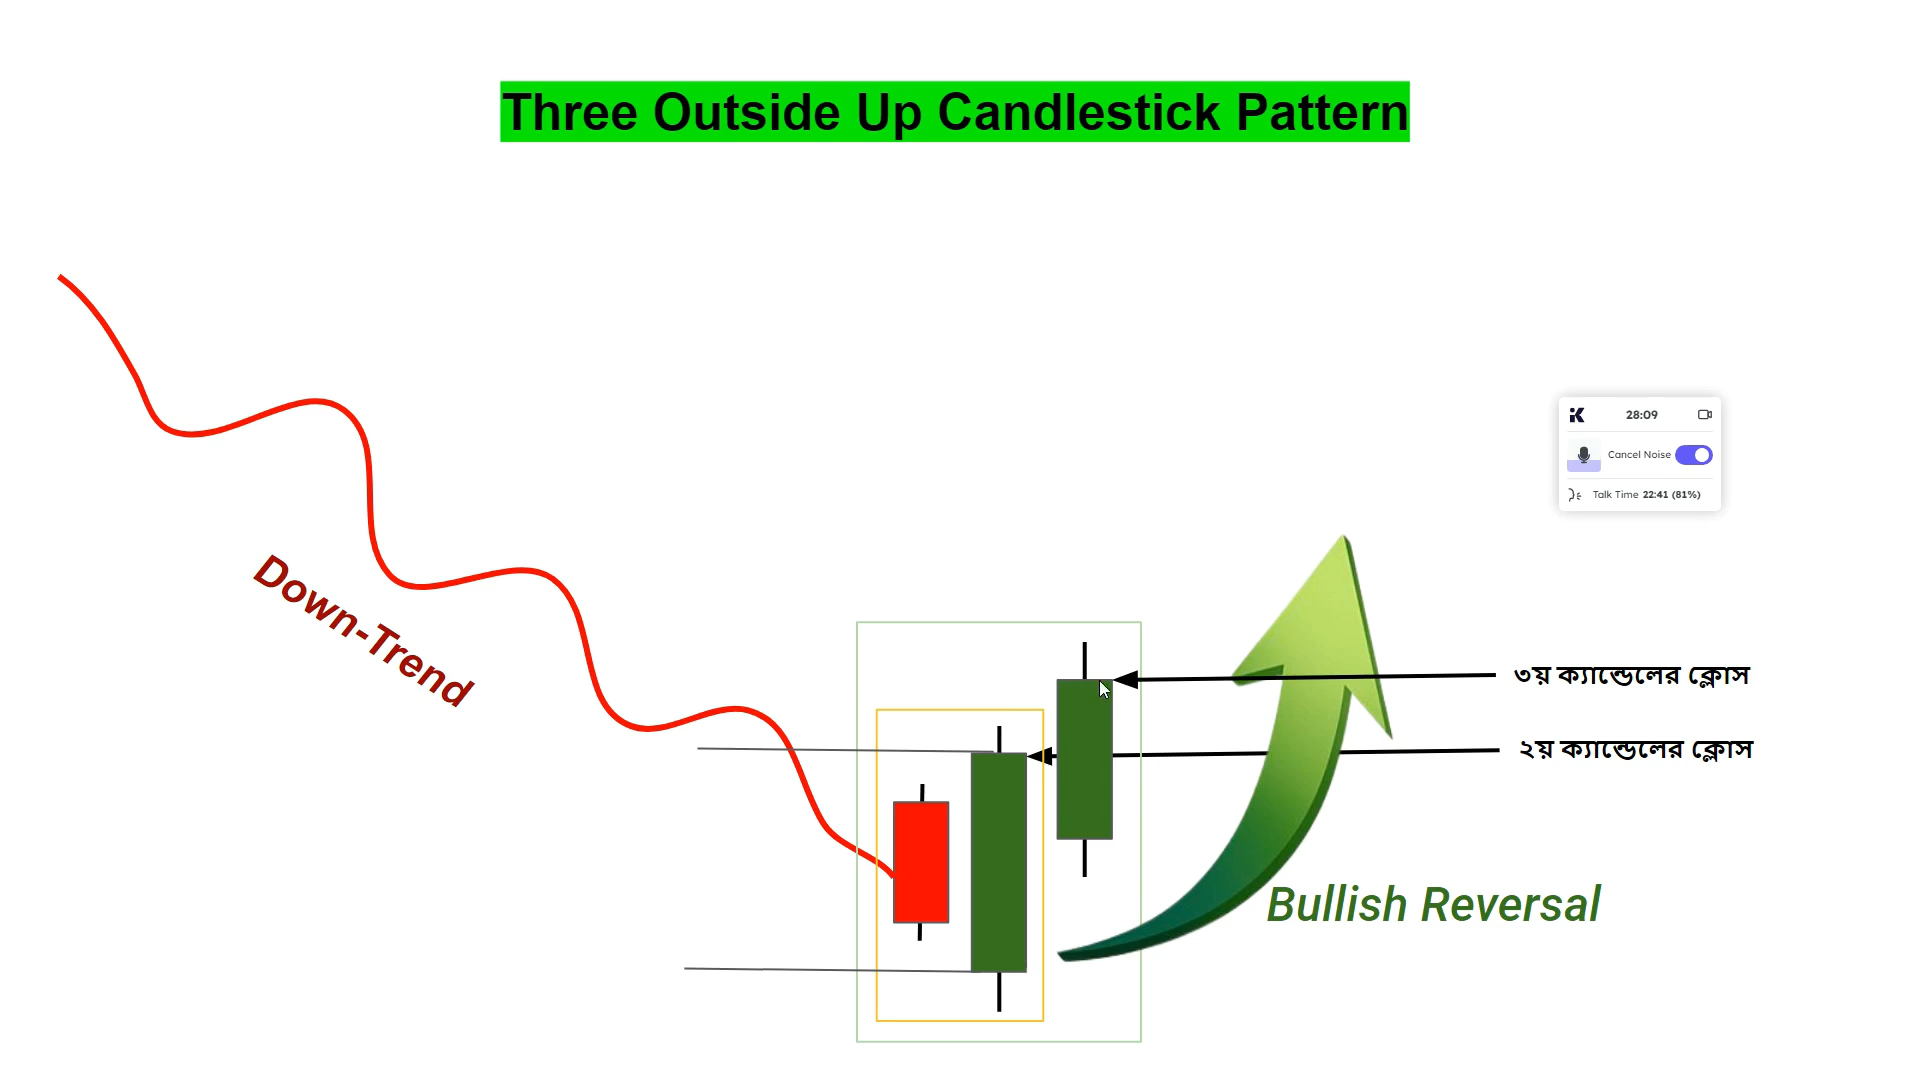 Three Outside Up Candlestick Pattern
28:09
Cancel Noise
Talk Time 22:41 (81%)
Down-Trend
৩য় ক্যান্ডেলের ক্লোস
২য় ক্যান্ডেলের ক্লোস
Bullish Reversal